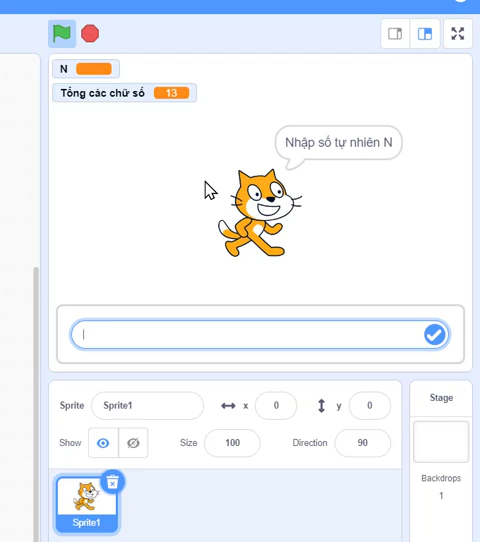 N
Tổng các chữ số 13
Nhập số tự nhiên N
Sprite Sprite1 x 0 y 0
Show Size 100 Direction 90
Sprite1
Stage
Backdrops
1